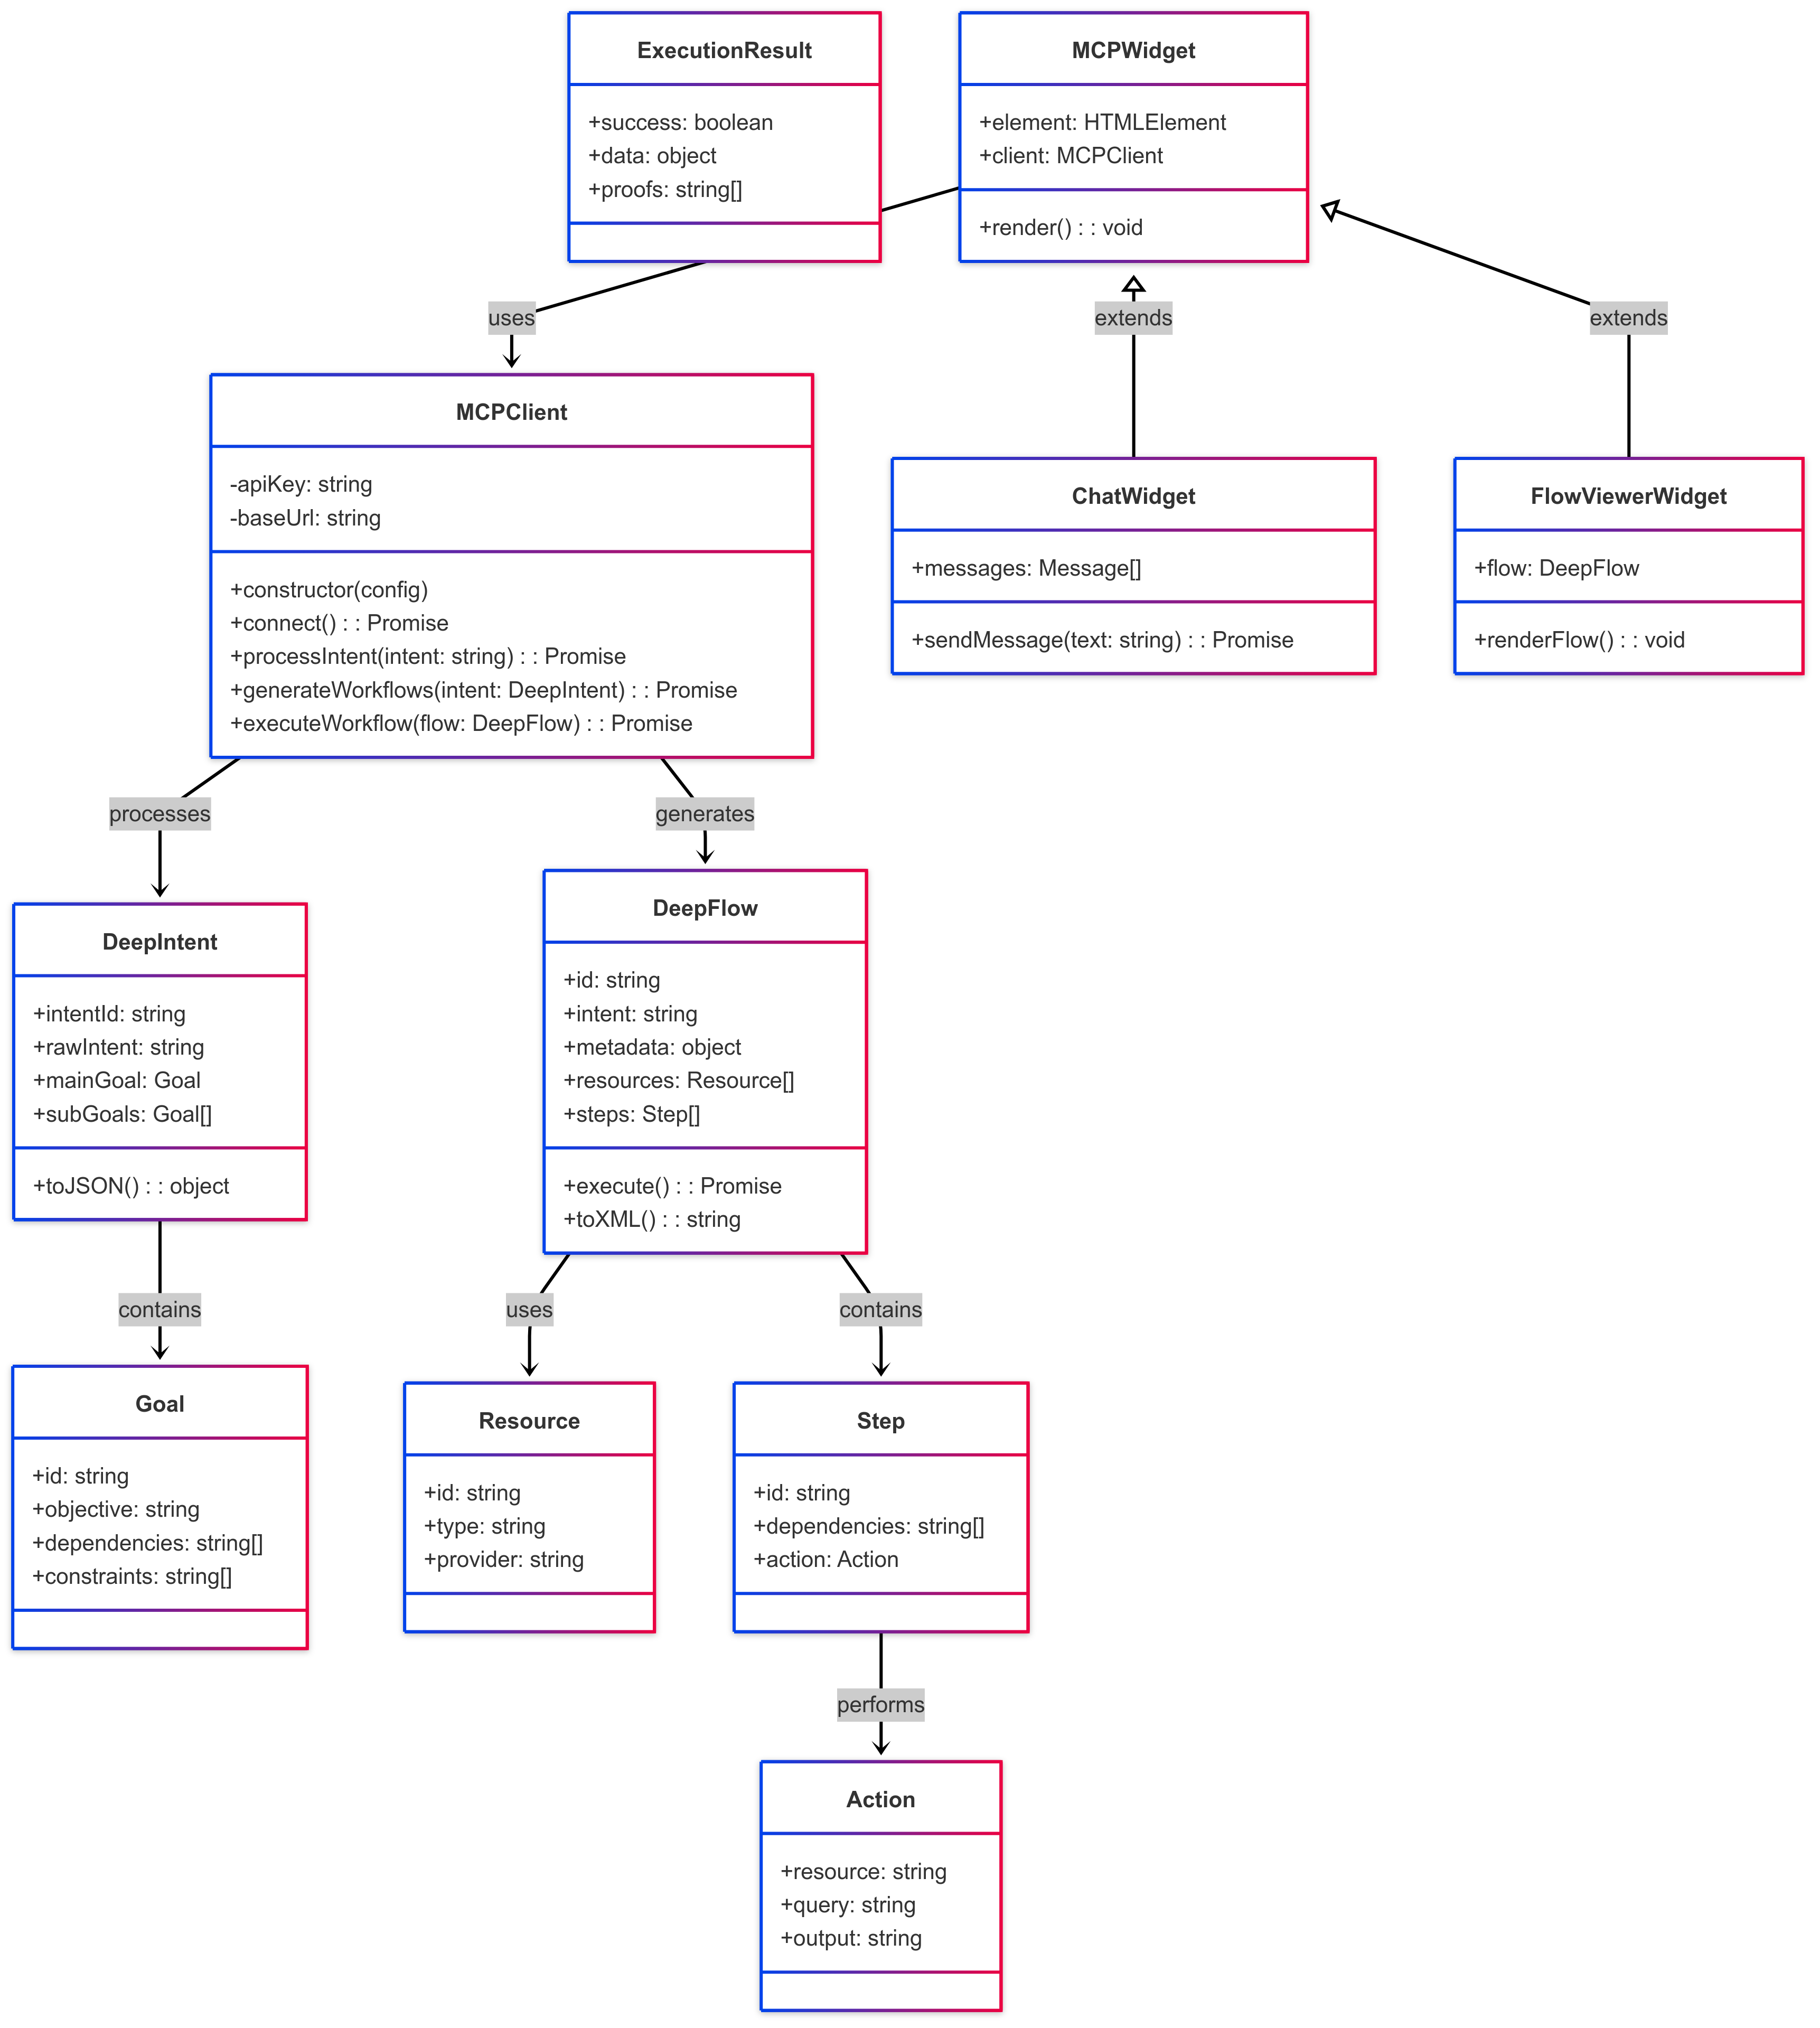 ExecutionResult
+success: boolean
+data: object
+proofs: string[]
MCPWidget
+element: HTMLElement
+client: MCPClient
+render() : : void
uses
extends
extends
MCPClient
-apiKey: string
-baseUrl: string
+constructor(config)
+connect() : : Promise
+processIntent(intent: string) : : Promise
+generateWorkflows(intent: DeepIntent) : : Promise
+executeWorkflow(flow: DeepFlow) : : Promise
ChatWidget
+messages: Message[]
+sendMessage(text: string) : : Promise
FlowViewerWidget
+flow: DeepFlow
+renderFlow() : : void
processes
generates
DeepIntent
+intentId: string
+rawIntent: string
+mainGoal: Goal
+subGoals: Goal[]
+toJSON() : : object
DeepFlow
+id: string
+intent: string
+metadata: object
+resources: Resource[]
+steps: Step[]
+execute() : : Promise
+toXML() : : string
contains
uses
contains
Goal
+id: string
+objective: string
+dependencies: string[]
+constraints: string[]
Resource
+id: string
+type: string
+provider: string
Step
+id: string
+dependencies: string[]
+action: Action
performs
Action
+resource: string
+query: string
+output: string